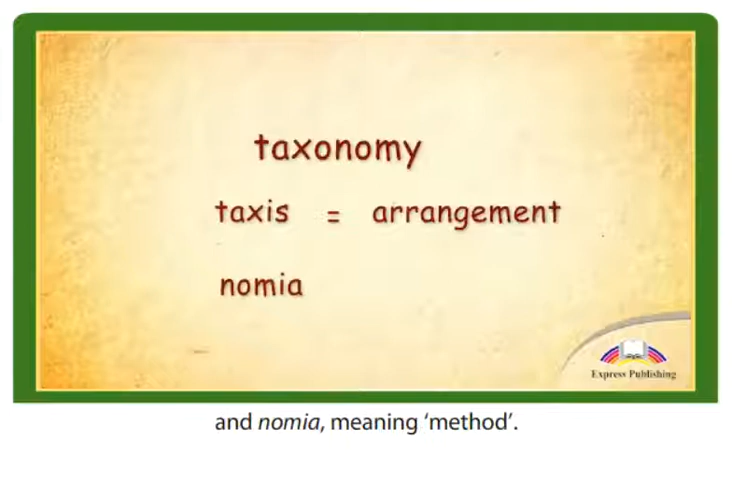 taxonomy
taxis = arrangement
nomia
Express Publishing
and nomia, meaning ‘method’.